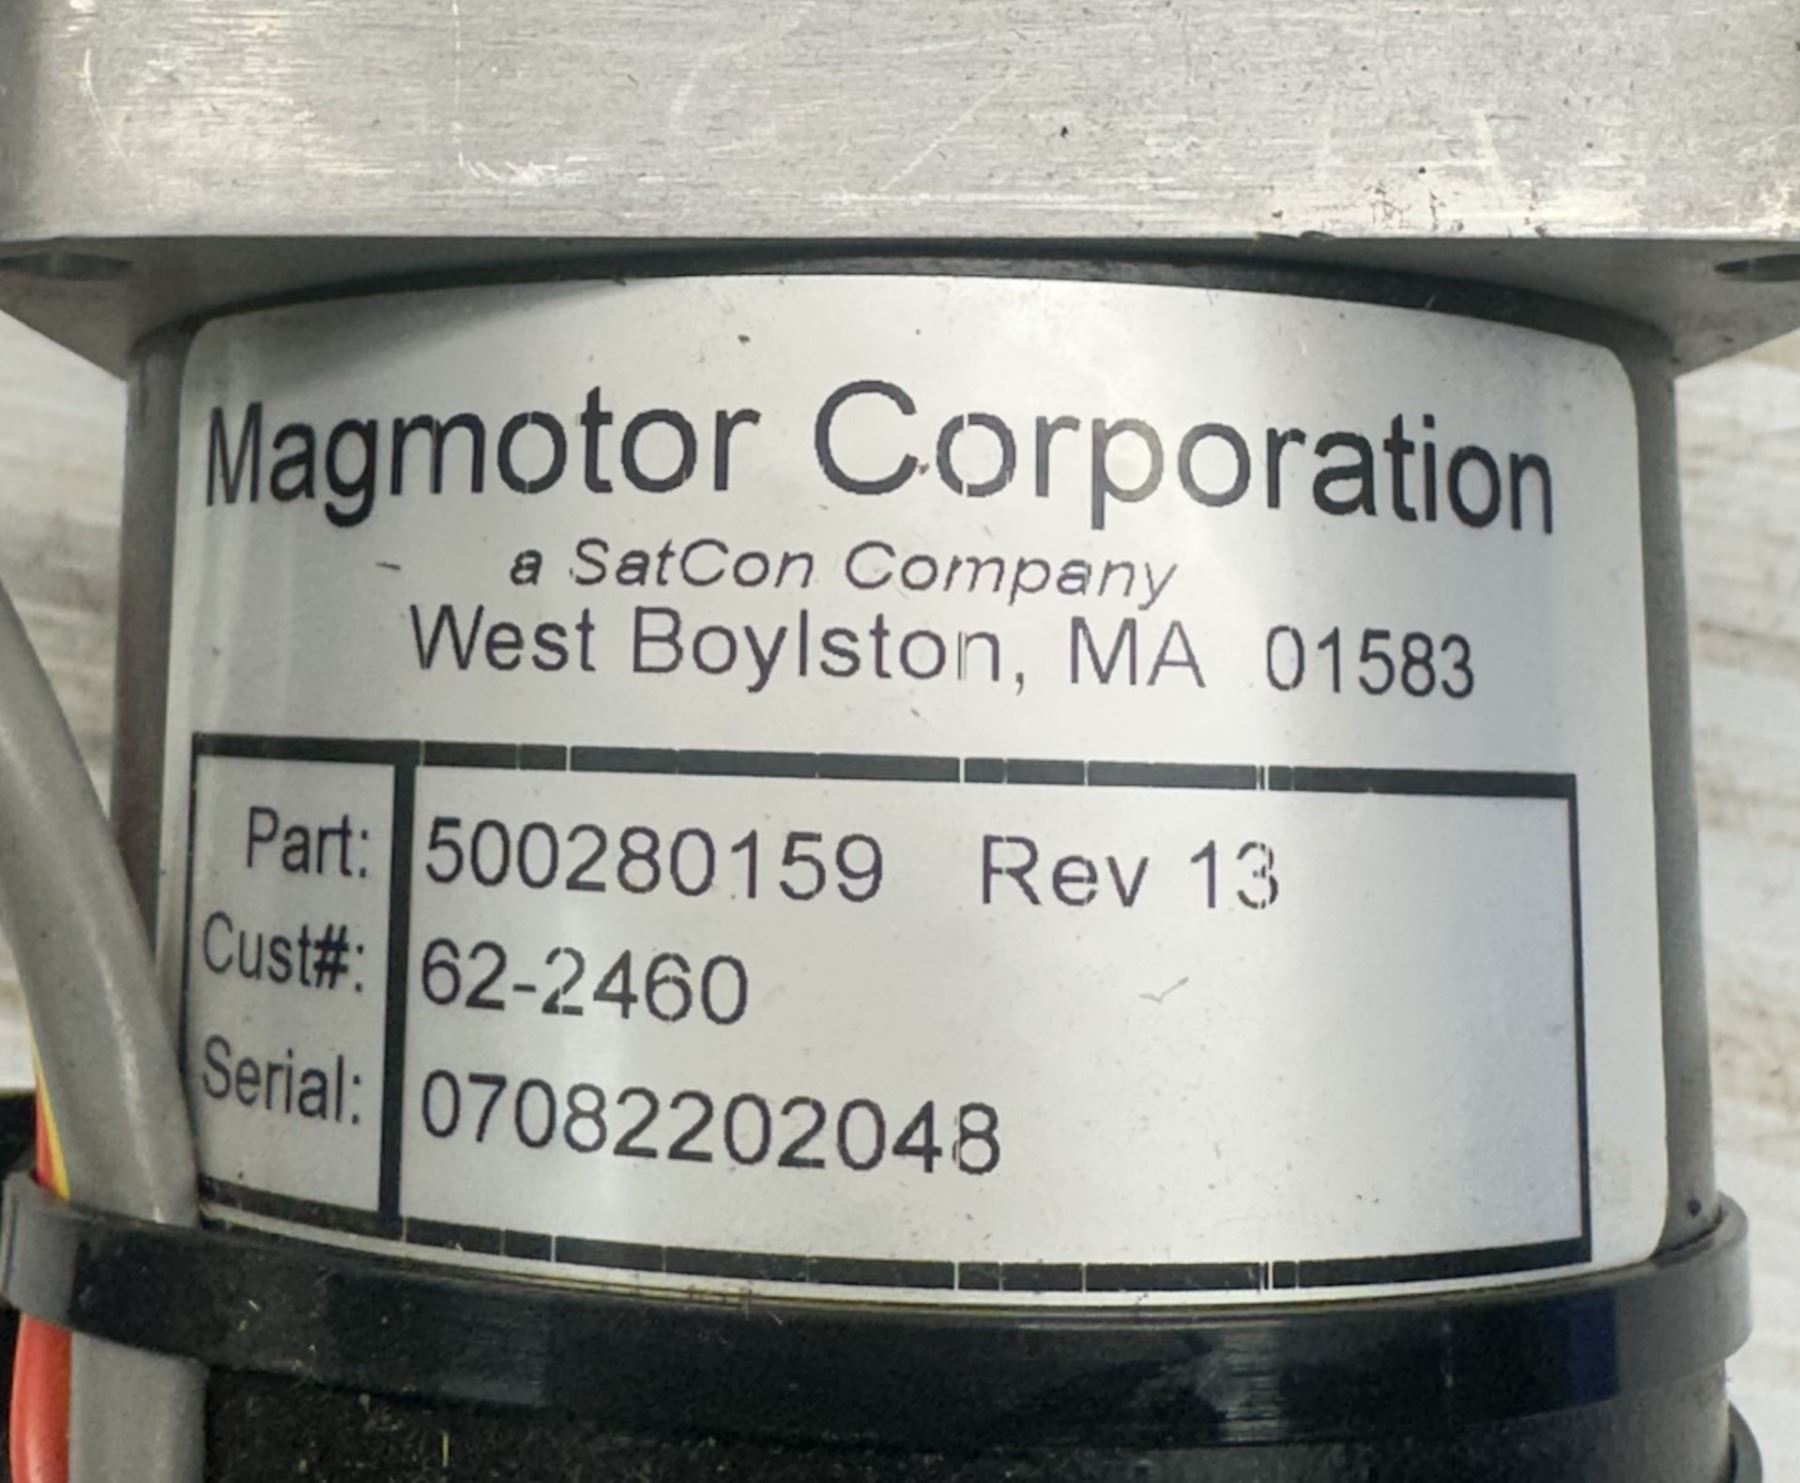 Magmotor Corporation
a SatCon Company
West Boylston, MA 01583
Part: 500280159 Rev 13
Cust#: 62-2460
Serial: 07082202048